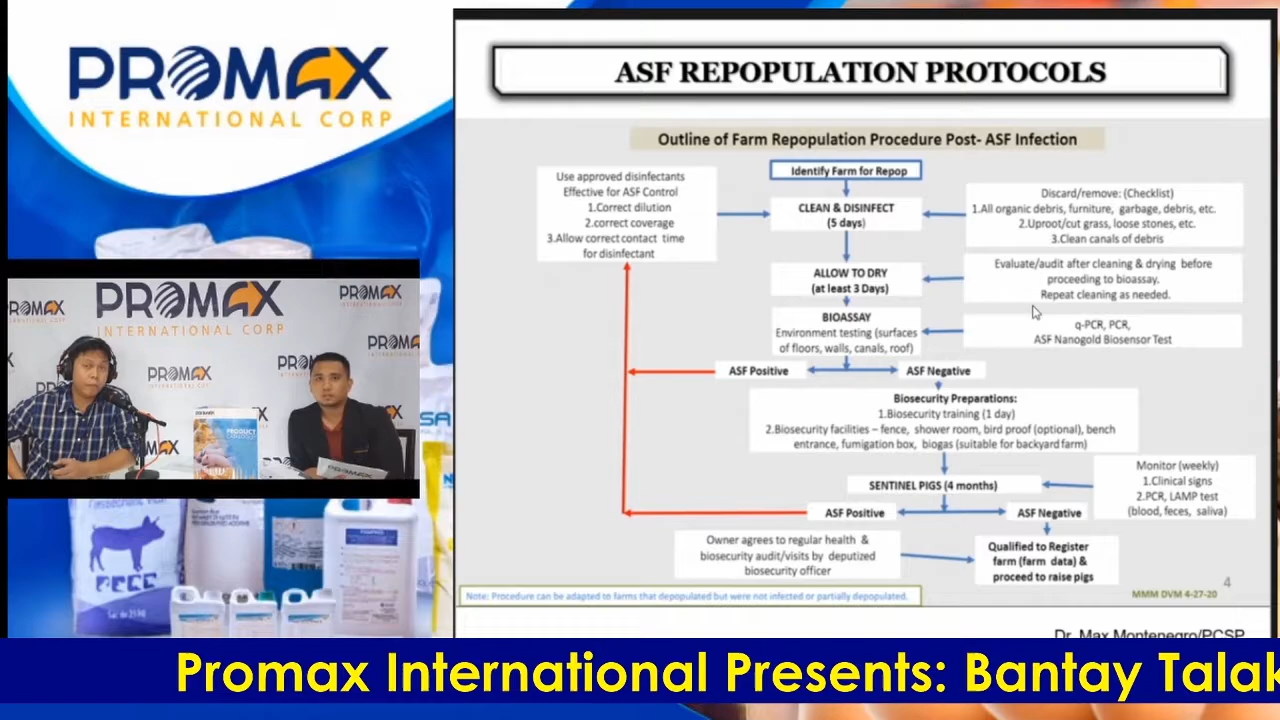 PROMAX
INTERNATIONAL CORP
ASF REPOPULATION PROTOCOLS
Outline of Farm Repopulation Procedure Post- ASF Infection
Identify Farm for Repop
Use approved disinfectants
Effective for ASF Control
1.Correct dilution
2.correct coverage
3.Allow correct contact time
for disinfectant
CLEAN & DISINFECT
(5 days)
Discard/remove: (Checklist)
1.All organic debris, furniture, garbage, debris, etc.
2.Uproot/cut grass, loose stones, etc.
3.Clean canals of debris
ALLOW TO DRY
(at least 3 Days)
Evaluate/audit after cleaning & drying before
proceeding to bioassay.
Repeat cleaning as needed.
BIOASSAY
Environment testing (surfaces
of floors, walls, canals, roof)
q-PCR, PCR,
ASF Nanogold Biosensor Test
ASF Positive
ASF Negative
Biosecurity Preparations:
1.Biosecurity training (1 day)
2.Biosecurity facilities – fence, shower room, bird proof (optional), bench
entrance, fumigation box, biogas (suitable for backyard farm)
SENTINEL PIGS (4 months)
Monitor (weekly)
1.Clinical signs
2.PCR, LAMP test
(blood, feces, saliva)
ASF Positive
ASF Negative
Owner agrees to regular health &
biosecurity audit/visits by deputized
biosecurity officer
Qualified to Register
farm (farm data) &
proceed to raise pigs
4
Note: Procedure can be adapted to farms that depopulated but were not infected or partially depopulated.
MMM DVM 4-27-20
Dr. Max Montenegro/PCSP
PROMAX
INTERNATIONAL CORP
PROMAX
PROMAX
PROMAX
PRODUCT
Promax International Presents: Bantay Talak